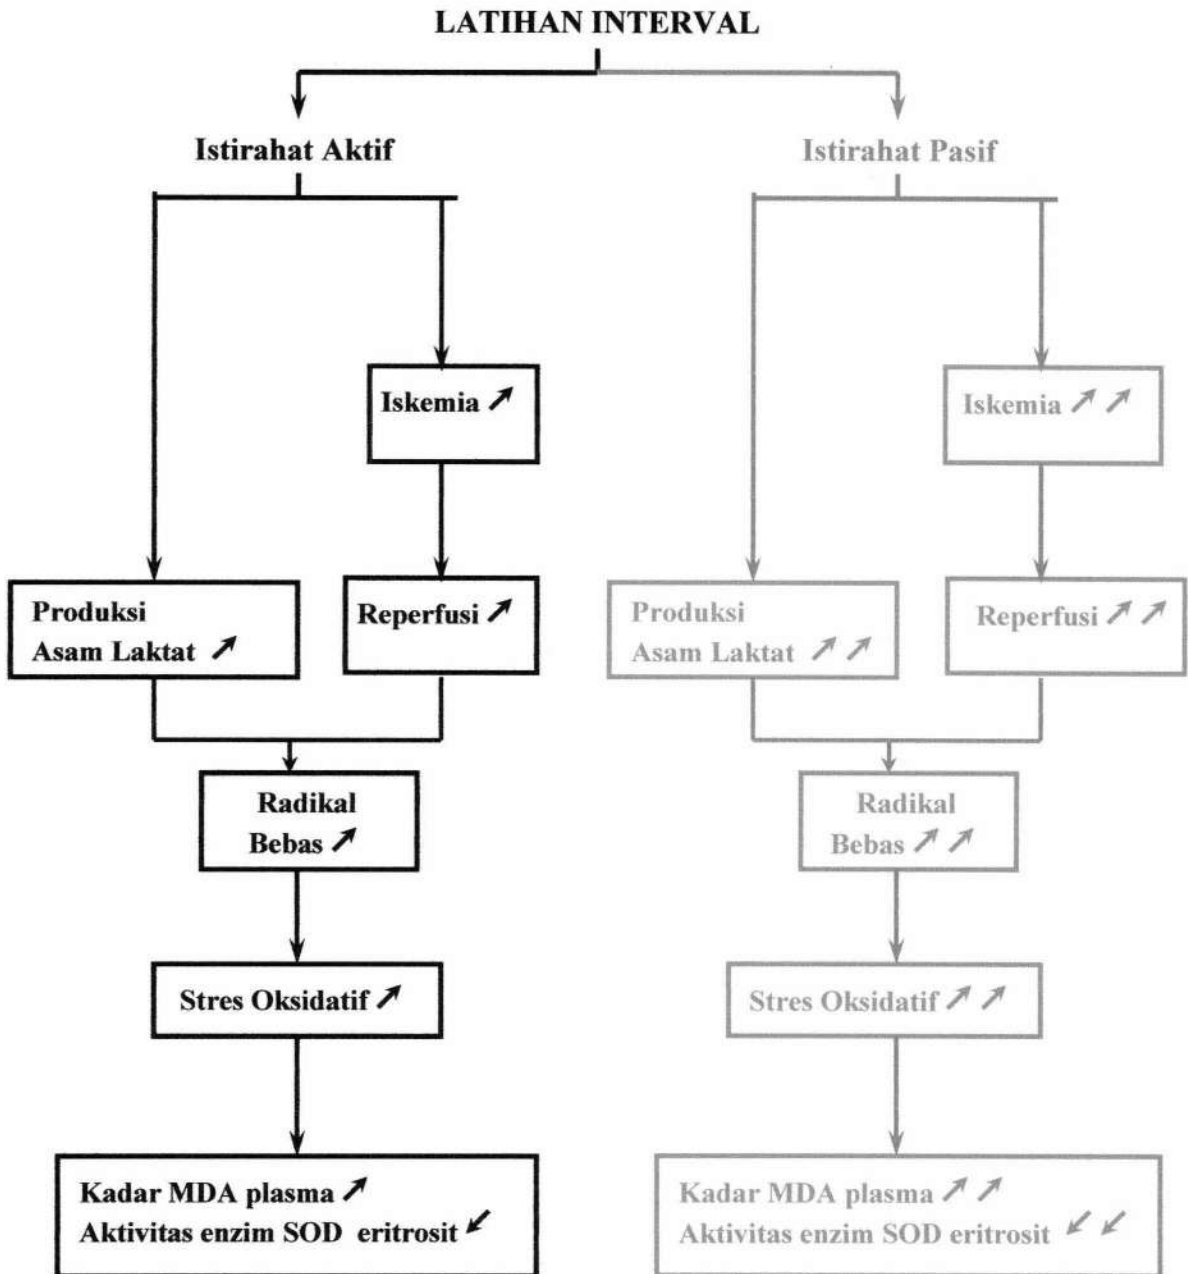 LATIHAN INTERVAL
Istirahat Aktif
Istirahat Pasif
Iskemia ↗
Iskemia ↗ ↗
Produksi
Asam Laktat ↗
Reperfusi ↗
Produksi
Asam Laktat ↗ ↗
Reperfusi ↗ ↗
Radikal
Bebas ↗
Radikal
Bebas ↗ ↗
Stres Oksidatif ↗
Stres Oksidatif ↗ ↗
Kadar MDA plasma ↗
Aktivitas enzim SOD eritrosit ↙
Kadar MDA plasma ↗ ↗
Aktivitas enzim SOD eritrosit ↙ ↙